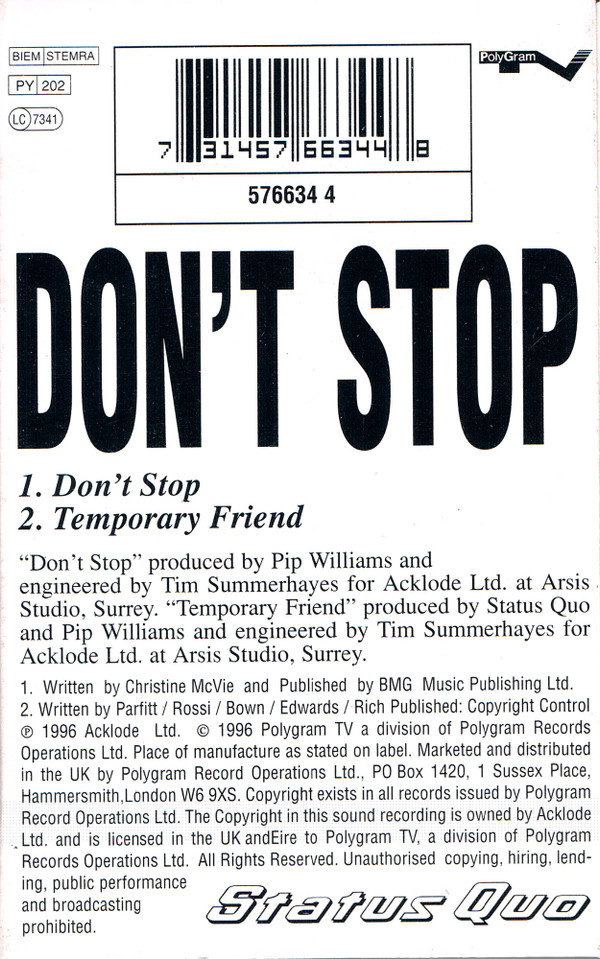 BIEM STEMRA
PY 202
LC 7341
PolyGram TV
7 31457 66344 8
576634 4
DON'T STOP
1. Don't Stop
2. Temporary Friend
“Don't Stop” produced by Pip Williams and
engineered by Tim Summerhayes for Acklode Ltd. at Arsis
Studio, Surrey. “Temporary Friend” produced by Status Quo
and Pip Williams and engineered by Tim Summerhayes for
Acklode Ltd. at Arsis Studio, Surrey.
1. Written by Christine McVie and Published by BMG Music Publishing Ltd.
2. Written by Parfitt / Rossi / Bown / Edwards / Rich Published: Copyright Control
℗ 1996 Acklode Ltd. © 1996 Polygram TV a division of Polygram Records
Operations Ltd. Place of manufacture as stated on label. Marketed and distributed
in the UK by Polygram Record Operations Ltd., PO Box 1420, 1 Sussex Place,
Hammersmith,London W6 9XS. Copyright exists in all records issued by Polygram
Record Operations Ltd. The Copyright in this sound recording is owned by Acklode
Ltd. and is licensed in the UK andEire to Polygram TV, a division of Polygram
Records Operations Ltd. All Rights Reserved. Unauthorised copying, hiring, lend-
ing, public performance
and broadcasting
prohibited.
Status Quo